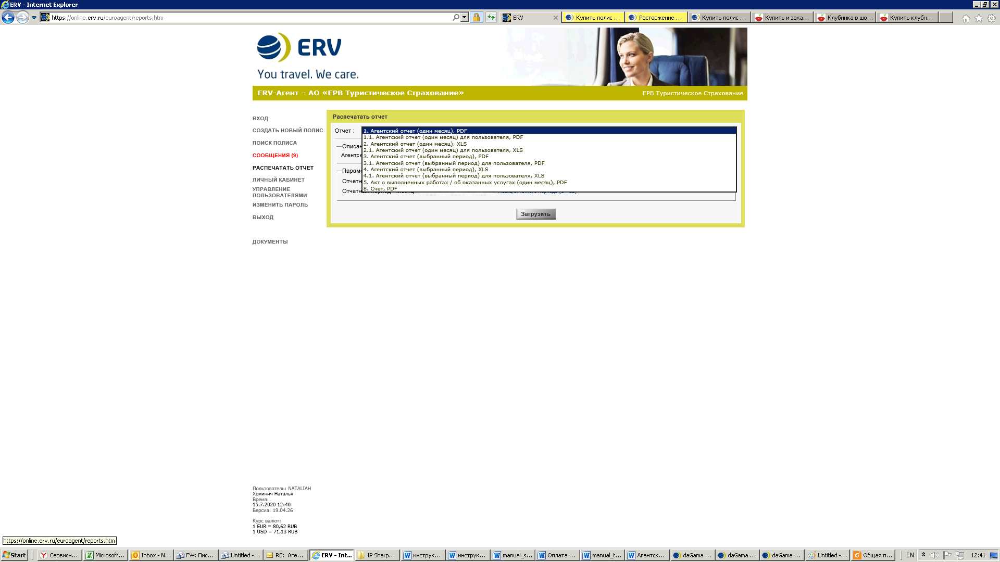 ERV - Internet Explorer
https://online.erv.ru/euroagent/reports.htm
ERV
Купить полис ...
Расторжение ...
Купить полис ...
Купить и зака...
Клубника в шо...
Купить клубн...
ERV
You travel. We care.
ERV-Агент – АО «ЕРВ Туристическое Страхование»
ЕРВ Туристическое Страхование
ВХОД
СОЗДАТЬ НОВЫЙ ПОЛИС
ПОИСК ПОЛИСА
СООБЩЕНИЯ (9)
РАСПЕЧАТАТЬ ОТЧЕТ
ЛИЧНЫЙ КАБИНЕТ
УПРАВЛЕНИЕ
ПОЛЬЗОВАТЕЛЯМИ
ИЗМЕНИТЬ ПАРОЛЬ
ВЫХОД
ДОКУМЕНТЫ
Распечатать отчет
Отчет :
1. Агентский отчет (один месяц), PDF
1.1. Агентский отчет (один месяц) для пользователя, PDF
2. Агентский отчет (один месяц), XLS
2.1. Агентский отчет (один месяц) для пользователя, XLS
3. Агентский отчет (выбранный период), PDF
3.1. Агентский отчет (выбранный период) для пользователя, PDF
4. Агентский отчет (выбранный период), XLS
4.1. Агентский отчет (выбранный период) для пользователя, XLS
5. Акт о выполненных работах / об оказанных услугах (один месяц), PDF
8. Счет, PDF
Загрузить
Пользователь: NATALIAH
Хоминич Наталья
Время:
15.7.2020 12:40
Версия: 19.04.26
Курс валют:
1 EUR = 80,62 RUB
1 USD = 71,13 RUB
https://online.erv.ru/euroagent/reports.htm
Start
Сервисн...
Microsoft...
Inbox - N...
FW: Пис...
Untitled -...
RE: Аге...
ERV - Int...
IP Sharp...
инструк...
инструк...
manual_s...
Оплата ...
manual_t...
Агентск...
daGama ...
daGama ...
daGama ...
Untitled -...
Общая п...
EN
12:41